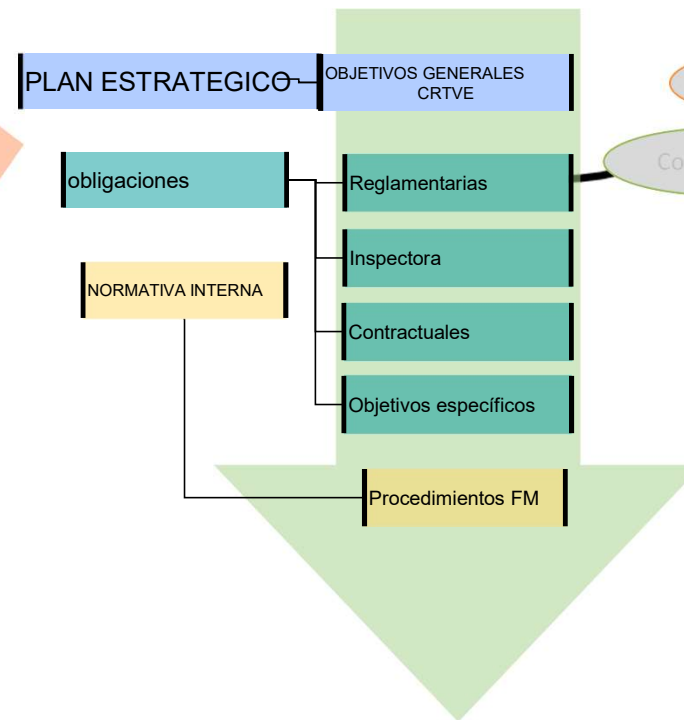 PLAN ESTRATEGICO
OBJETIVOS GENERALES
CRTVE
obligaciones
Reglamentarias
Inspectora
NORMATIVA INTERNA
Contractuales
Objetivos específicos
Procedimientos FM